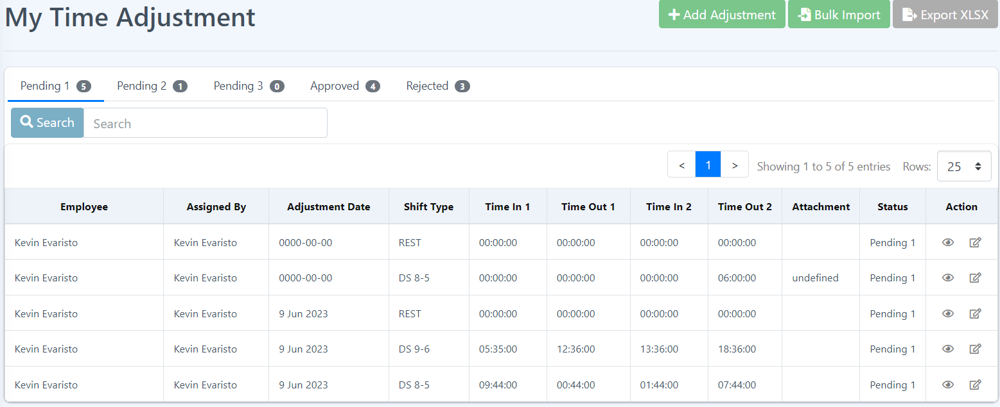 My Time Adjustment
Add Adjustment Bulk Import Export XLSX
Pending 1 5 Pending 2 1 Pending 3 0 Approved 4 Rejected 3
Search Search
< 1 > Showing 1 to 5 of 5 entries Rows: 25
Employee Assigned By Adjustment Date Shift Type Time In 1 Time Out 1 Time In 2 Time Out 2 Attachment Status Action
Kevin Evaristo Kevin Evaristo 0000-00-00 REST 00:00:00 00:00:00 00:00:00 00:00:00 Pending 1
Kevin Evaristo Kevin Evaristo 0000-00-00 DS 8-5 00:00:00 00:00:00 00:00:00 06:00:00 undefined Pending 1
Kevin Evaristo Kevin Evaristo 9 Jun 2023 REST 00:00:00 00:00:00 00:00:00 00:00:00 Pending 1
Kevin Evaristo Kevin Evaristo 9 Jun 2023 DS 9-6 05:35:00 12:36:00 13:36:00 18:36:00 Pending 1
Kevin Evaristo Kevin Evaristo 9 Jun 2023 DS 8-5 09:44:00 00:44:00 01:44:00 07:44:00 Pending 1